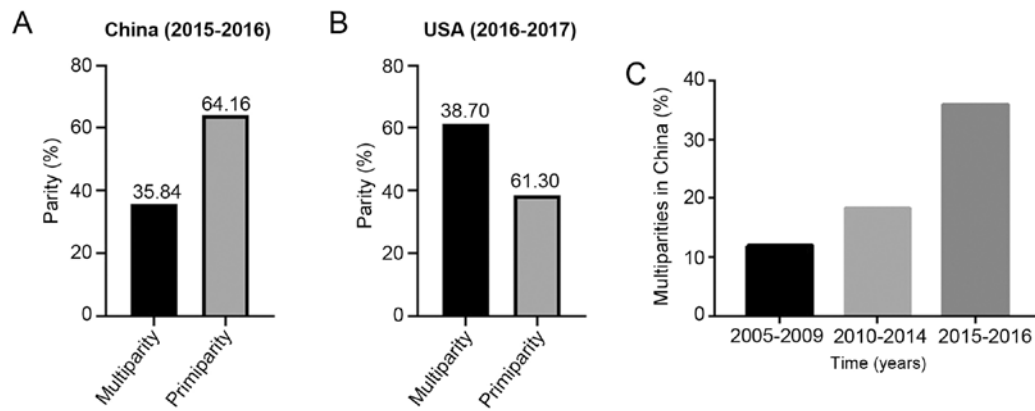 A
China (2015-2016)
Parity (%)
80
60
40
20
0
35.84
64.16
Multiparity
Primiparity
B
USA (2016-2017)
Parity (%)
80
60
40
20
0
38.70
61.30
Multiparity
Primiparity
C
Multiparities in China (%)
40
30
20
10
0
2005-2009 2010-2014 2015-2016
Time (years)